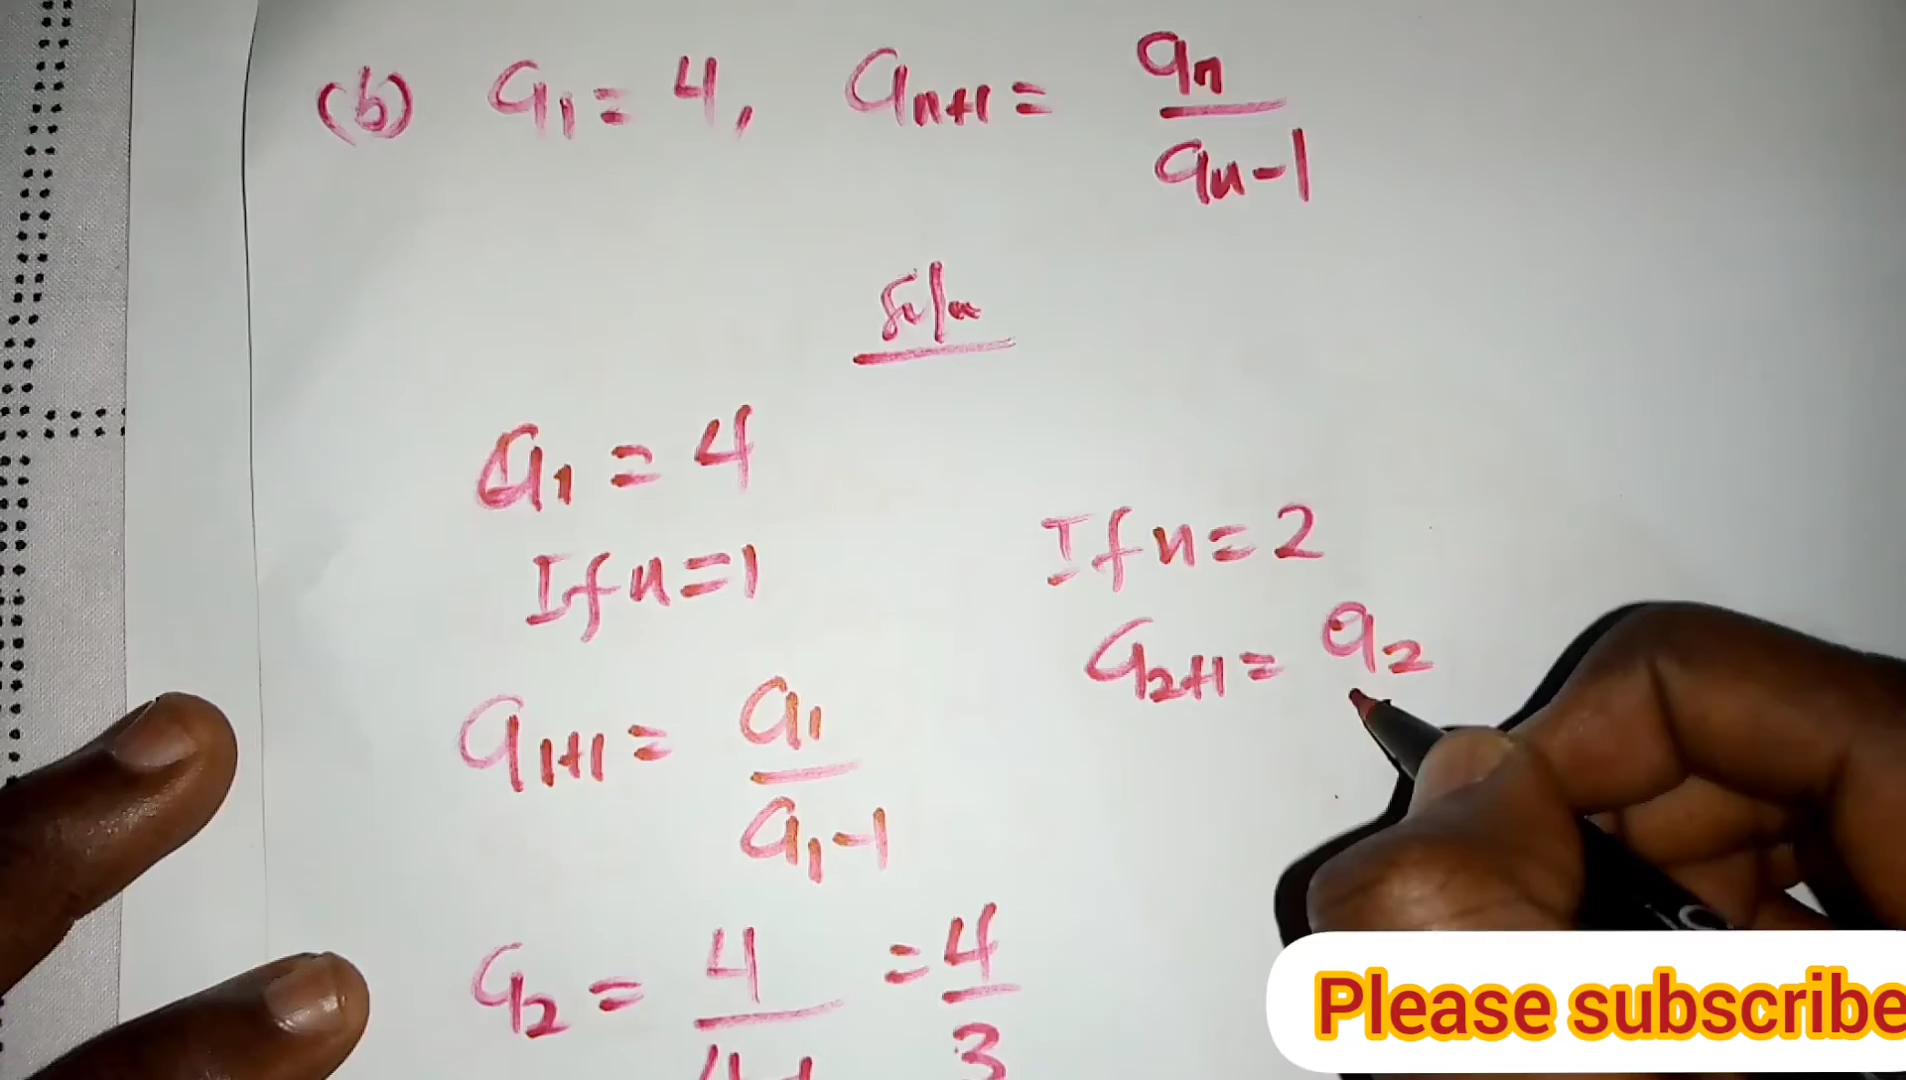 (b) a₁ = 4, aₙ₊₁ = aₙ
aₙ-1
Soln
a₁ = 4
If n=1
a₁₊₁ = a₁
a₁-1
a₂ = 4 = 4
4-1 3
If n=2
a₂₊₁ = a₂
Please subscribe